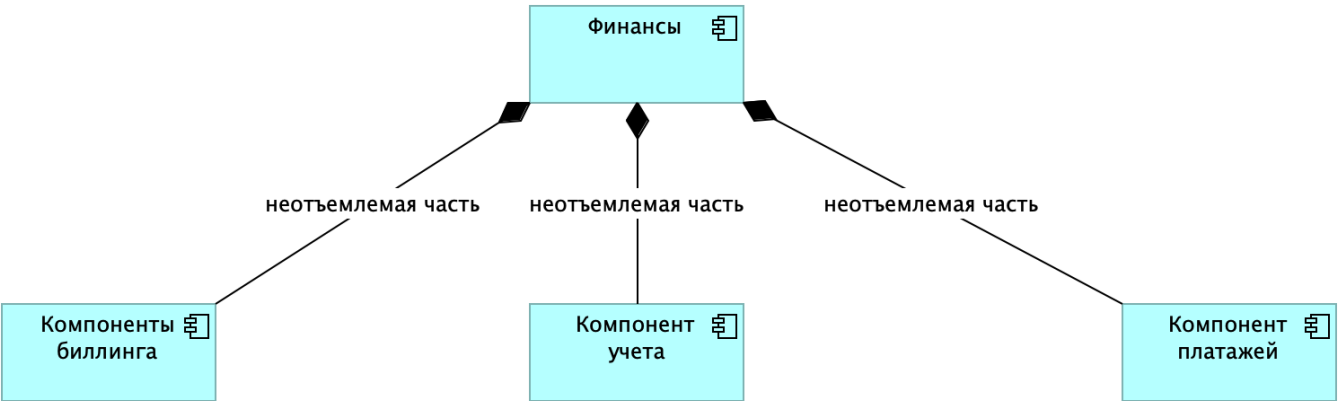 Финансы
неотъемлемая часть
неотъемлемая часть
неотъемлемая часть
Компоненты
биллинга
Компонент
учета
Компонент
платажей